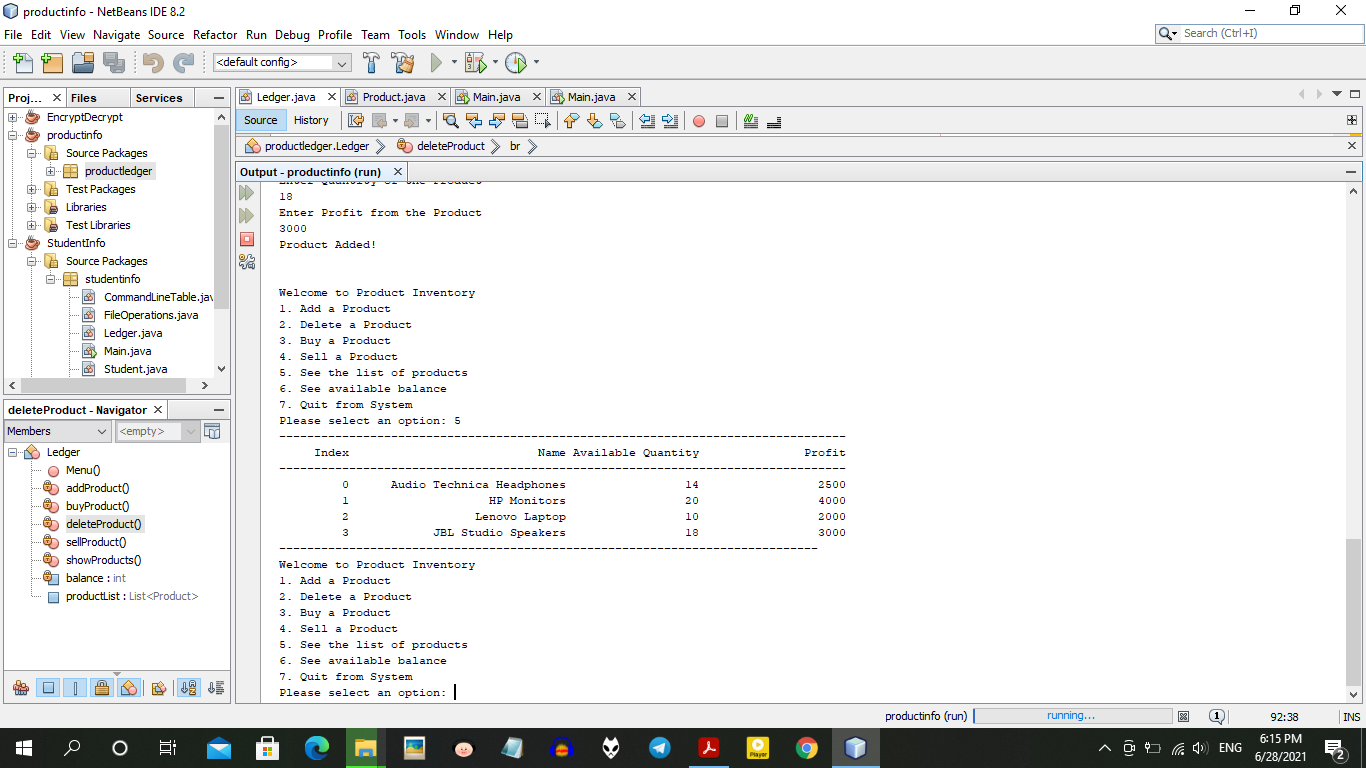 productinfo - NetBeans IDE 8.2
File Edit View Navigate Source Refactor Run Debug Profile Team Tools Window Help
Search (Ctrl+I)
<default config>
Proj... Files Services
EncryptDecrypt
productinfo
Source Packages
productledger
Test Packages
Libraries
Test Libraries
StudentInfo
Source Packages
studentinfo
CommandLineTable.jav
FileOperations.java
Ledger.java
Main.java
Student.java
deleteProduct - Navigator
Members <empty>
Ledger
Menu()
addProduct()
buyProduct()
deleteProduct()
sellProduct()
showProducts()
balance : int
productList : List<Product>
Ledger.java Product.java Main.java Main.java
Source History
productledger.Ledger deleteProduct br
Output - productinfo (run)
Enter Quantity of the Product
18
Enter Profit from the Product
3000
Product Added!
Welcome to Product Inventory
1. Add a Product
2. Delete a Product
3. Buy a Product
4. Sell a Product
5. See the list of products
6. See available balance
7. Quit from System
Please select an option: 5
---------------------------------------------------------------------------------
Index Name Available Quantity Profit
---------------------------------------------------------------------------------
0 Audio Technica Headphones 14 2500
1 HP Monitors 20 4000
2 Lenovo Laptop 10 2000
3 JBL Studio Speakers 18 3000
-----------------------------------------------------------------------------
Welcome to Product Inventory
1. Add a Product
2. Delete a Product
3. Buy a Product
4. Sell a Product
5. See the list of products
6. See available balance
7. Quit from System
Please select an option:
productinfo (run) running... 1 92:38 INS
Player
ENG 6:15 PM
6/28/2021 2